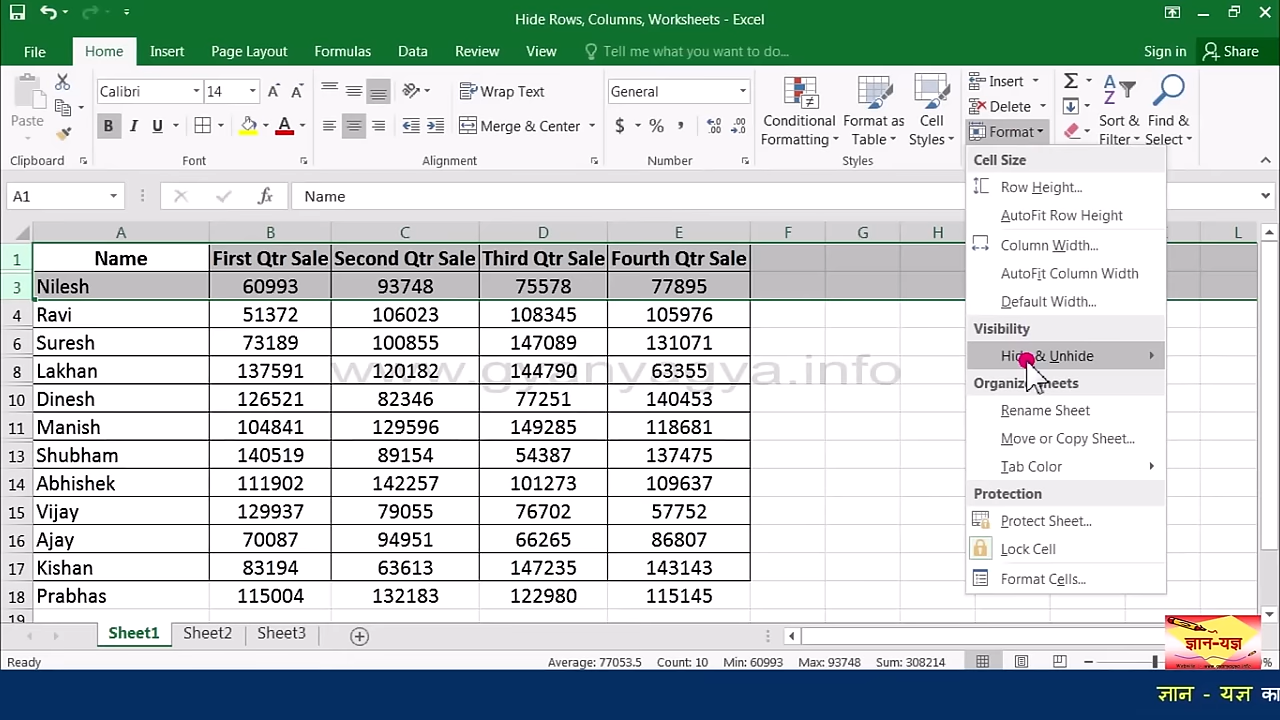 Hide Rows, Columns, Worksheets - Excel
File Home Insert Page Layout Formulas Data Review View Tell me what you want to do... Sign in Share
Paste
Calibri 14 A A
B I U A
Wrap Text
Merge & Center
General
$ % ,
Conditional Formatting
Format as Table
Cell Styles
Insert
Delete
Format
Sort & Filter
Find & Select
Clipboard Font Alignment Number Styles
A1 fx Name
A B C D E F G H L
1 Name First Qtr Sale Second Qtr Sale Third Qtr Sale Fourth Qtr Sale
3 Nilesh 60993 93748 75578 77895
4 Ravi 51372 106023 108345 105976
6 Suresh 73189 100855 147089 131071
8 Lakhan 137591 120182 144790 63355
10 Dinesh 126521 82346 77251 140453
11 Manish 104841 129596 149285 118681
13 Shubham 140519 89154 54387 137475
14 Abhishek 111902 142257 101273 109637
15 Vijay 129937 79055 76702 57752
16 Ajay 70087 94951 66265 86807
17 Kishan 83194 63613 147235 143143
18 Prabhas 115004 132183 122980 115145
19
www.gyanyagya.info
Cell Size
Row Height...
AutoFit Row Height
Column Width...
AutoFit Column Width
Default Width...
Visibility
Hide & Unhide
Organize Sheets
Rename Sheet
Move or Copy Sheet...
Tab Color
Protection
Protect Sheet...
Lock Cell
Format Cells...
Sheet1 Sheet2 Sheet3
Ready Average: 77053.5 Count: 10 Min: 60993 Max: 93748 Sum: 308214 %
ज्ञान-यज्ञ
ज्ञान - यज्ञ का